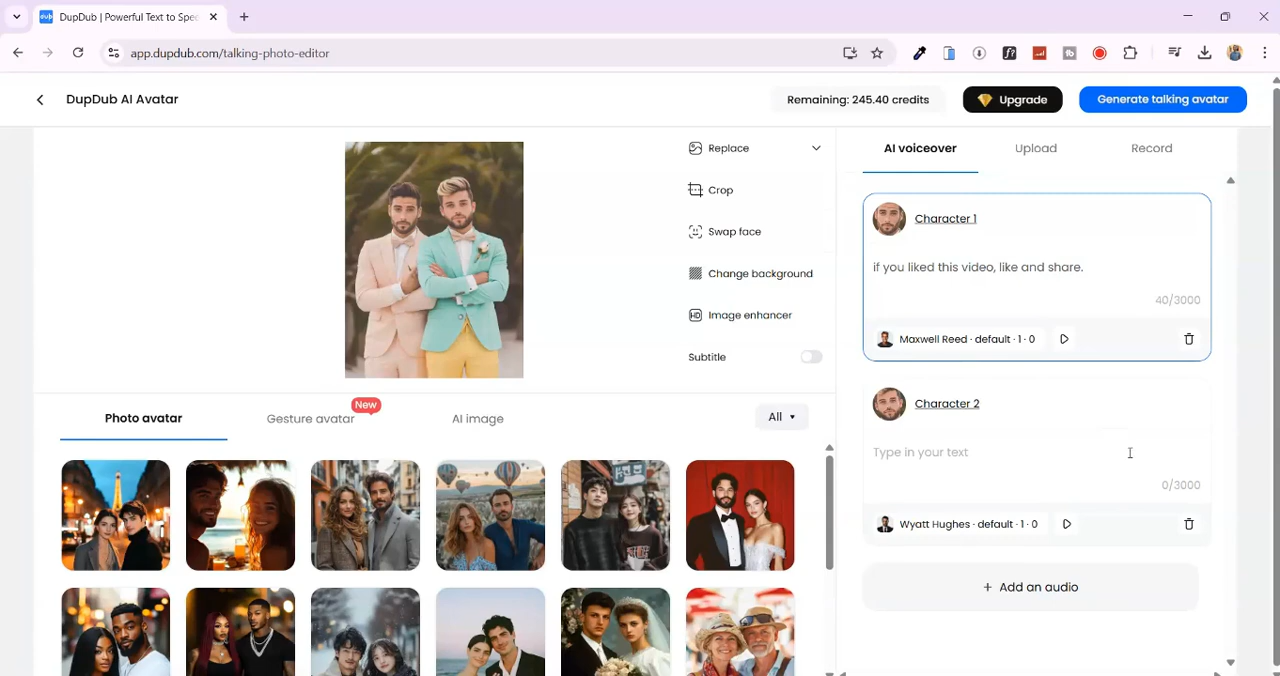 DupDub | Powerful Text to Spee
app.dupdub.com/talking-photo-editor
DupDub AI Avatar
Remaining: 245.40 credits
Upgrade
Generate talking avatar
Replace
Crop
Swap face
Change background
HD Image enhancer
Subtitle
AI voiceover
Upload
Record
Character 1
if you liked this video, like and share.
40/3000
Maxwell Reed · default · 1 · 0
Character 2
Type in your text
0/3000
Wyatt Hughes · default · 1 · 0
+ Add an audio
Photo avatar
Gesture avatar
New
AI image
All